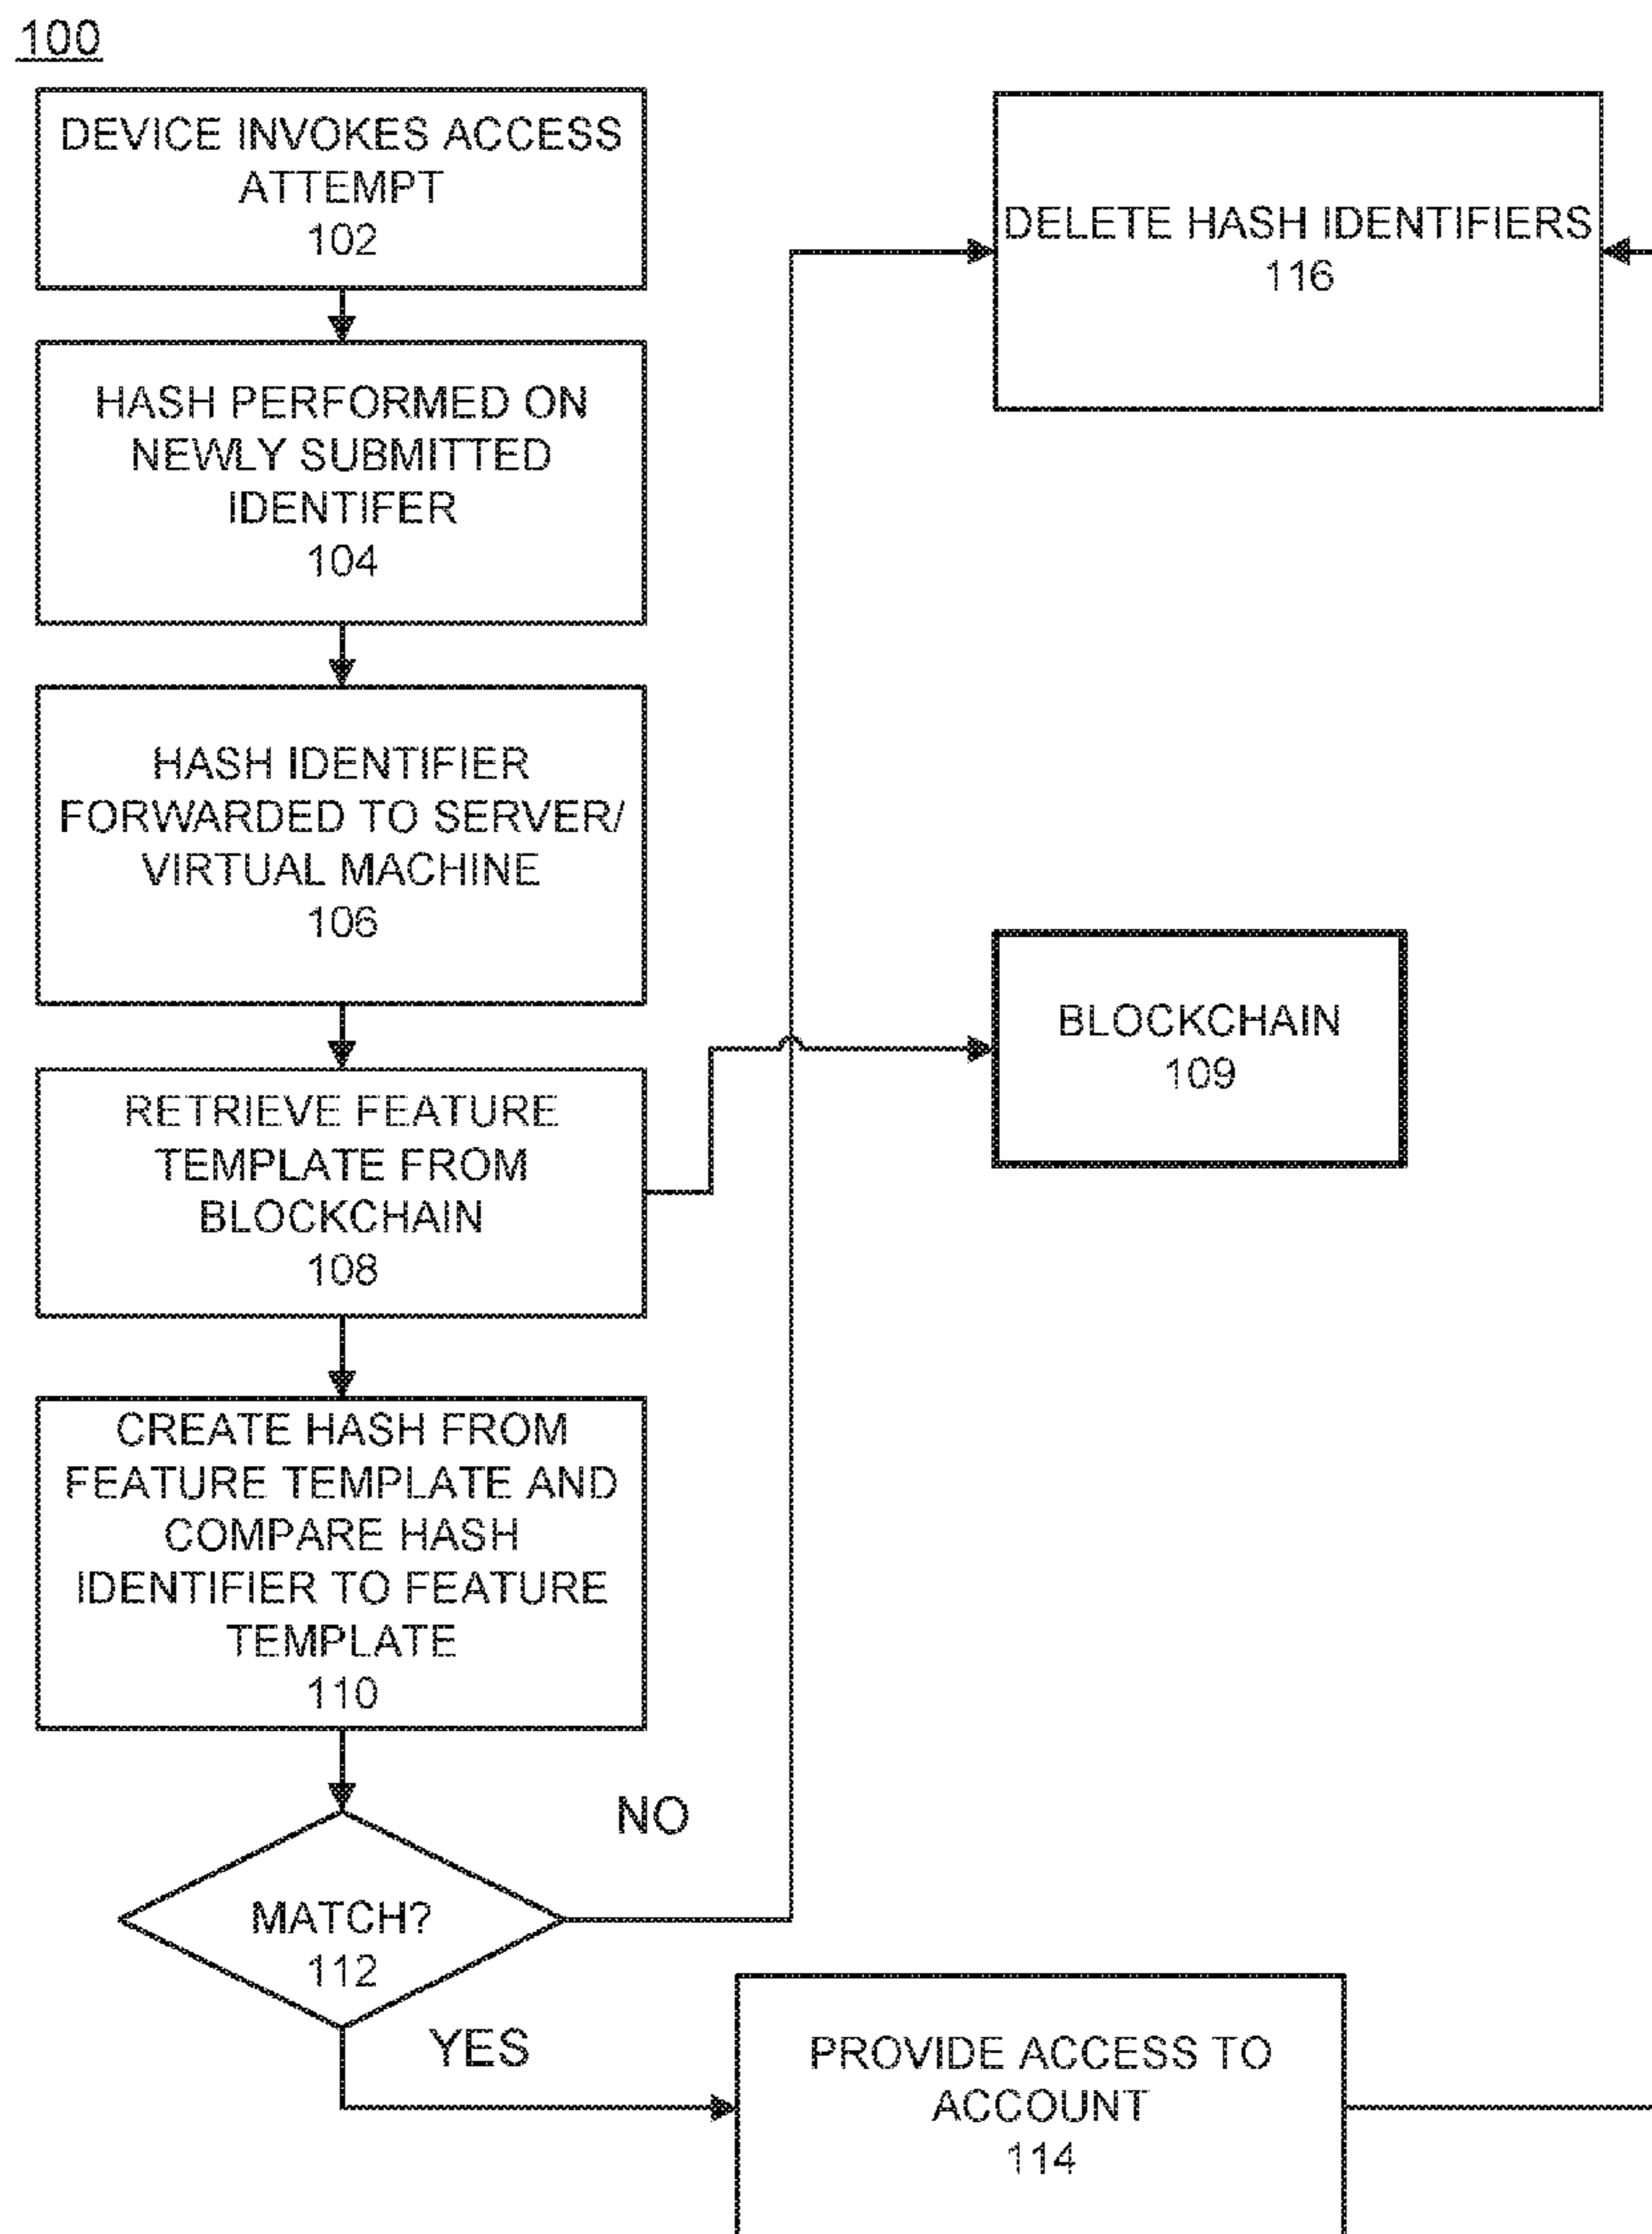 100
DEVICE INVOKES ACCESS
ATTEMPT
102
HASH PERFORMED ON
NEWLY SUBMITTED
IDENTIFER
104
HASH IDENTIFIER
FORWARDED TO SERVER/
VIRTUAL MACHINE
106
RETRIEVE FEATURE
TEMPLATE FROM
BLOCKCHAIN
108
CREATE HASH FROM
FEATURE TEMPLATE AND
COMPARE HASH
IDENTIFIER TO FEATURE
TEMPLATE
110
MATCH?
112
NO
YES
PROVIDE ACCESS TO
ACCOUNT
114
DELETE HASH IDENTIFIERS
116
BLOCKCHAIN
109